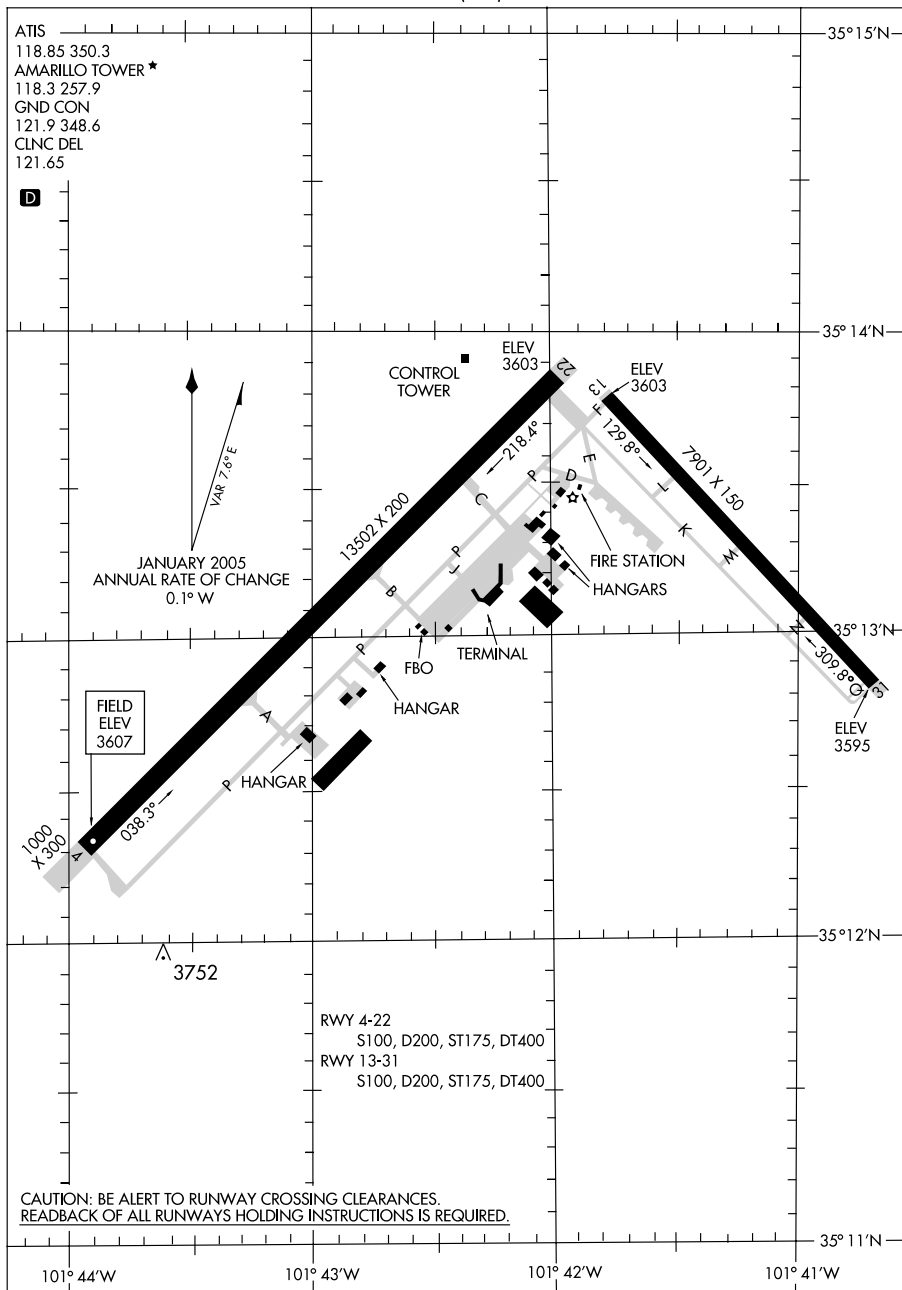 ATIS
118.85 350.3
AMARILLO TOWER ★
118.3 257.9
GND CON
121.9 348.6
CLNC DEL
121.65
D
35° 15'N
35° 14'N
VAR 7.6° E
JANUARY 2005
ANNUAL RATE OF CHANGE
0.1° W
CONTROL
TOWER
ELEV
3603
22
13
ELEV
3603
F
129.8°
7901 X 150
218.4°
13502 X 200
E
D
P
C
L
K
M
FIRE STATION
HANGARS
P
J
B
TERMINAL
FBO
35° 13'N
N
309.8°
Q
31
ELEV
3595
P
HANGAR
A
HANGAR
P
FIELD
ELEV
3607
038.3°
4
1000
X 300
35° 12'N
3752
RWY 4-22
S100, D200, ST175, DT400
RWY 13-31
S100, D200, ST175, DT400
CAUTION: BE ALERT TO RUNWAY CROSSING CLEARANCES.
READBACK OF ALL RUNWAYS HOLDING INSTRUCTIONS IS REQUIRED.
35° 11'N
101° 44'W
101° 43'W
101° 42'W
101° 41'W